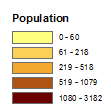 Population
0 - 60
61 - 218
219 - 518
519 - 1079
1080 - 3182